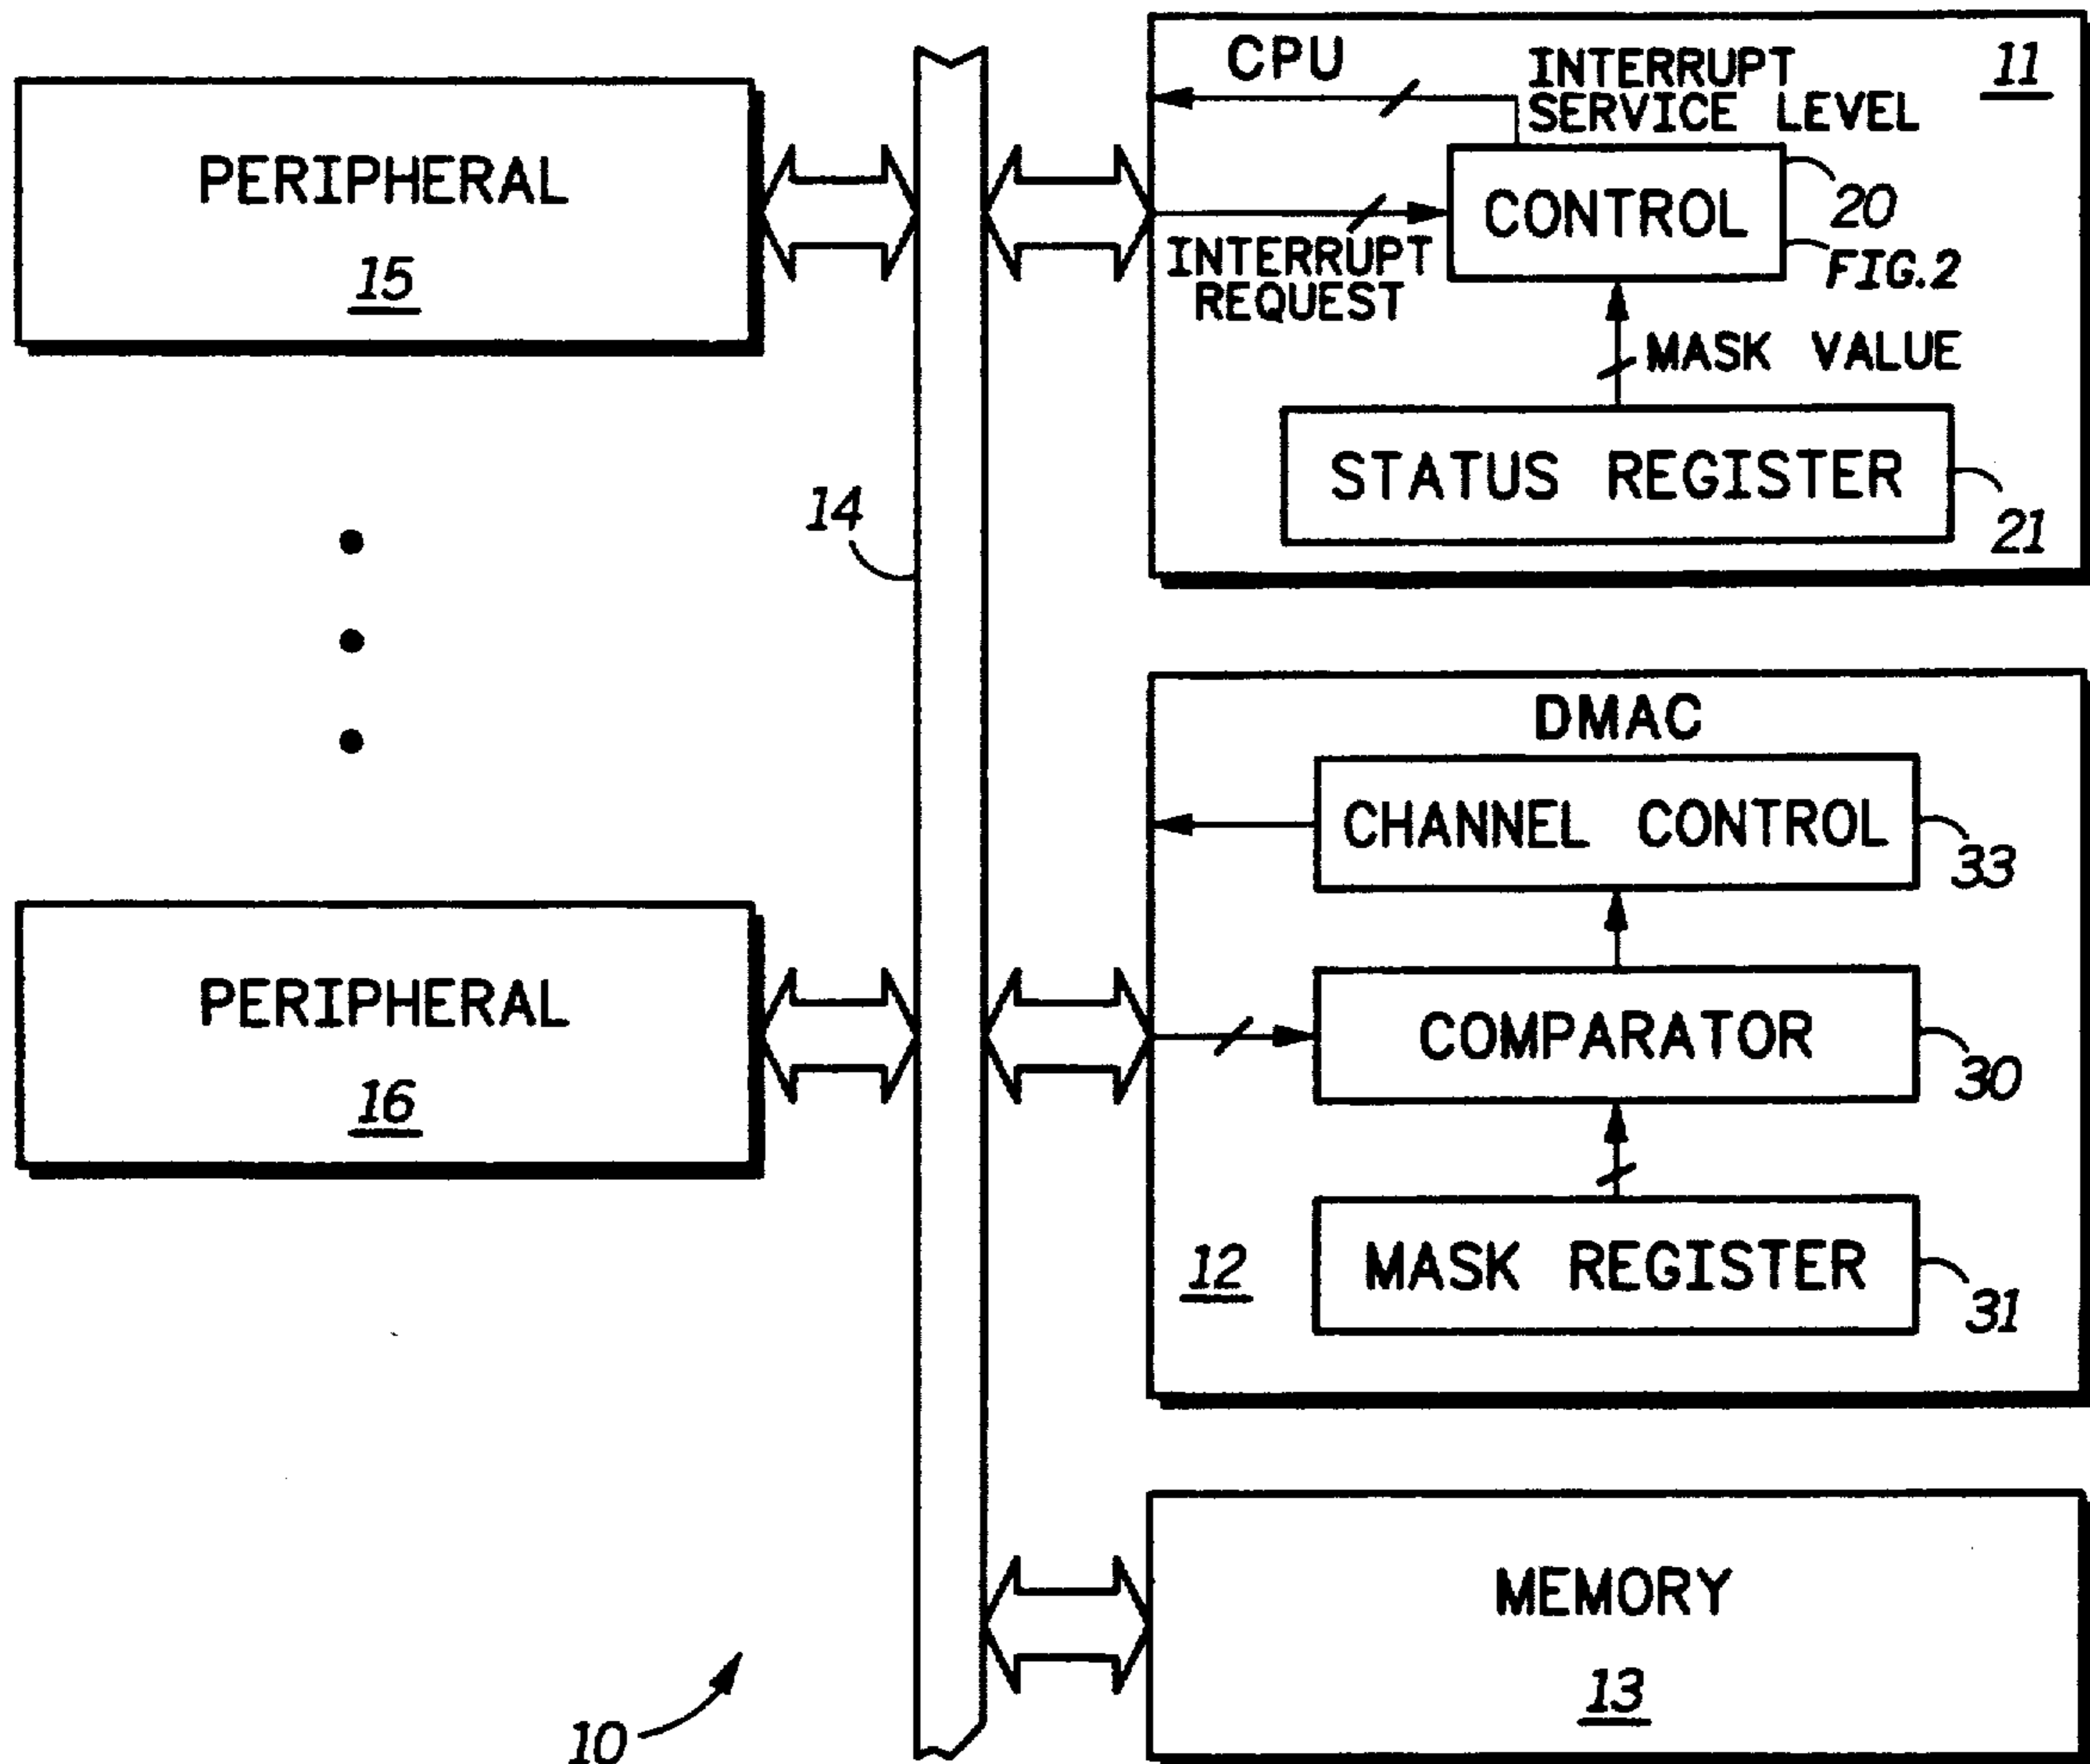 PERIPHERAL
15
PERIPHERAL
16
14
10
CPU
11
INTERRUPT
SERVICE LEVEL
CONTROL
20
FIG.2
INTERRUPT
REQUEST
MASK VALUE
STATUS REGISTER
21
DMAC
CHANNEL CONTROL
33
COMPARATOR
30
12
MASK REGISTER
31
MEMORY
13